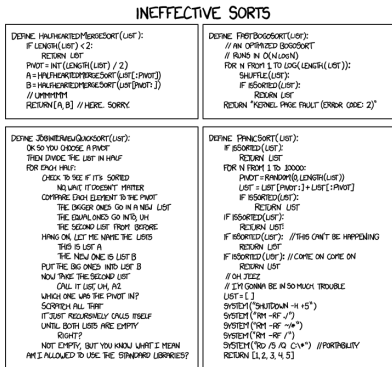 INEFFECTIVE SORTS
DEFINE HALFHEARTEDMERGESORT(LIST):
IF LENGTH(LIST) < 2:
RETURN LIST
PIVOT = INT(LENGTH(LIST) / 2)
A = HALFHEARTEDMERGESORT(LIST[:PIVOT])
B = HALFHEARTEDMERGESORT(LIST[PIVOT:])
// UMMMMM
RETURN [A, B] // HERE. SORRY.
DEFINE FASTBOGOSORT(LIST):
// AN OPTIMIZED BOGOSORT
// RUNS IN O(N LOG N)
FOR N FROM 1 TO LOG(LENGTH(LIST)):
SHUFFLE(LIST):
IF ISSORTED(LIST):
RETURN LIST
RETURN "KERNEL PAGE FAULT (ERROR CODE: 2)"
DEFINE JOBINTERVIEWQUICKSORT(LIST):
OK SO YOU CHOOSE A PIVOT
THEN DIVIDE THE LIST IN HALF
FOR EACH HALF:
CHECK TO SEE IF IT'S SORTED
NO, WAIT, IT DOESN'T MATTER
COMPARE EACH ELEMENT TO THE PIVOT
THE BIGGER ONES GO IN A NEW LIST
THE EQUAL ONES GO INTO, UH
THE SECOND LIST FROM BEFORE
HANG ON, LET ME NAME THE LISTS
THIS IS LIST A
THE NEW ONE IS LIST B
PUT THE BIG ONES INTO LIST B
NOW TAKE THE SECOND LIST
CALL IT LIST, UH, A2
WHICH ONE WAS THE PIVOT IN?
SCRATCH ALL THAT
IT JUST RECURSIVELY CALLS ITSELF
UNTIL BOTH LISTS ARE EMPTY
RIGHT?
NOT EMPTY, BUT YOU KNOW WHAT I MEAN
AM I ALLOWED TO USE THE STANDARD LIBRARIES?
DEFINE PANICSORT(LIST):
IF ISSORTED(LIST):
RETURN LIST
FOR N FROM 1 TO 10000:
PIVOT = RANDOM(0, LENGTH(LIST))
LIST = LIST[PIVOT:] + LIST[:PIVOT]
IF ISSORTED(LIST):
RETURN LIST
IF ISSORTED(LIST):
RETURN LIST:
IF ISSORTED(LIST): //THIS CAN'T BE HAPPENING
RETURN LIST
IF ISSORTED(LIST): // COME ON COME ON
RETURN LIST
// OH JEEZ
// I'M GONNA BE IN SO MUCH TROUBLE
LIST = [ ]
SYSTEM("SHUTDOWN -H +5")
SYSTEM("RM -RF ./")
SYSTEM("RM -RF ~/*")
SYSTEM("RM -RF /")
SYSTEM("RD /S /Q C:\*") //PORTABILITY
RETURN [1, 2, 3, 4, 5]